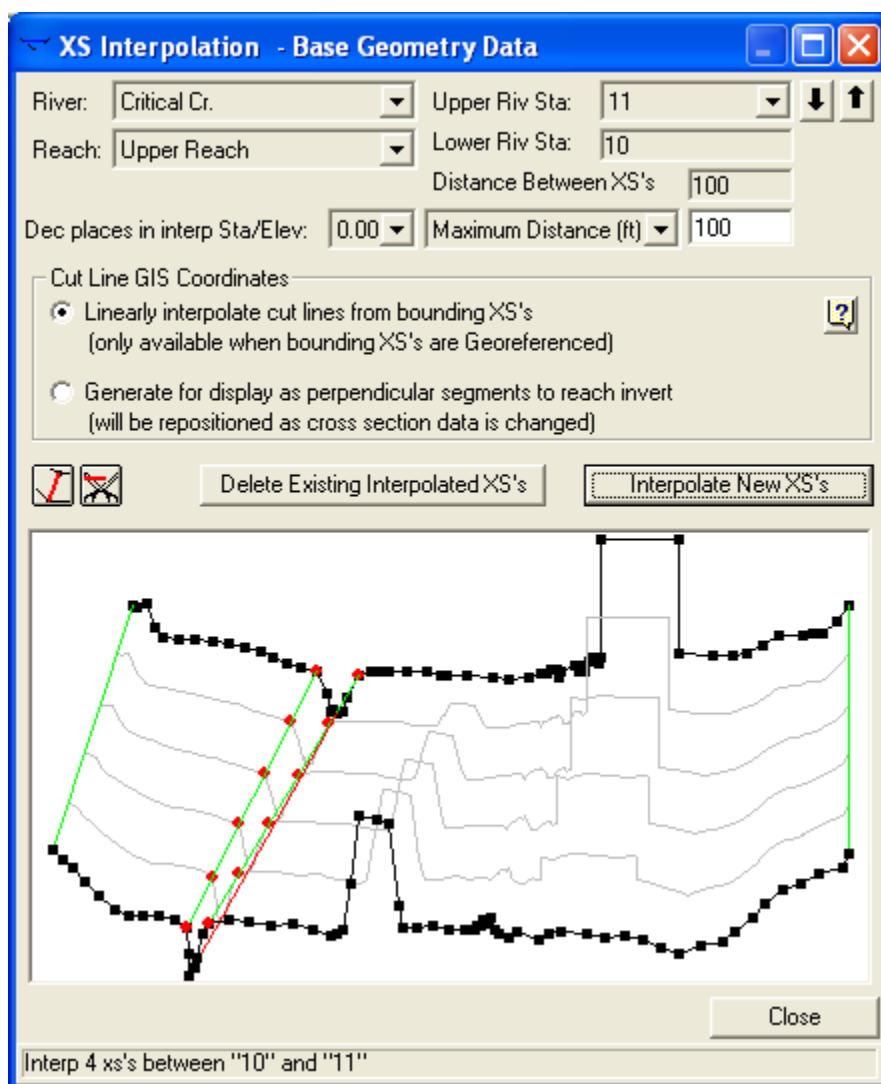 XS Interpolation - Base Geometry Data
River: Critical Cr. Upper Riv Sta: 11
Reach: Upper Reach Lower Riv Sta: 10
Distance Between XS's 100
Dec places in interp Sta/Elev: 0.00 Maximum Distance (ft) 100
Cut Line GIS Coordinates
Linearly interpolate cut lines from bounding XS's
(only available when bounding XS's are Georeferenced)
?
Generate for display as perpendicular segments to reach invert
(will be repositioned as cross section data is changed)
Delete Existing Interpolated XS's Interpolate New XS's
Close
Interp 4 xs's between "10" and "11"